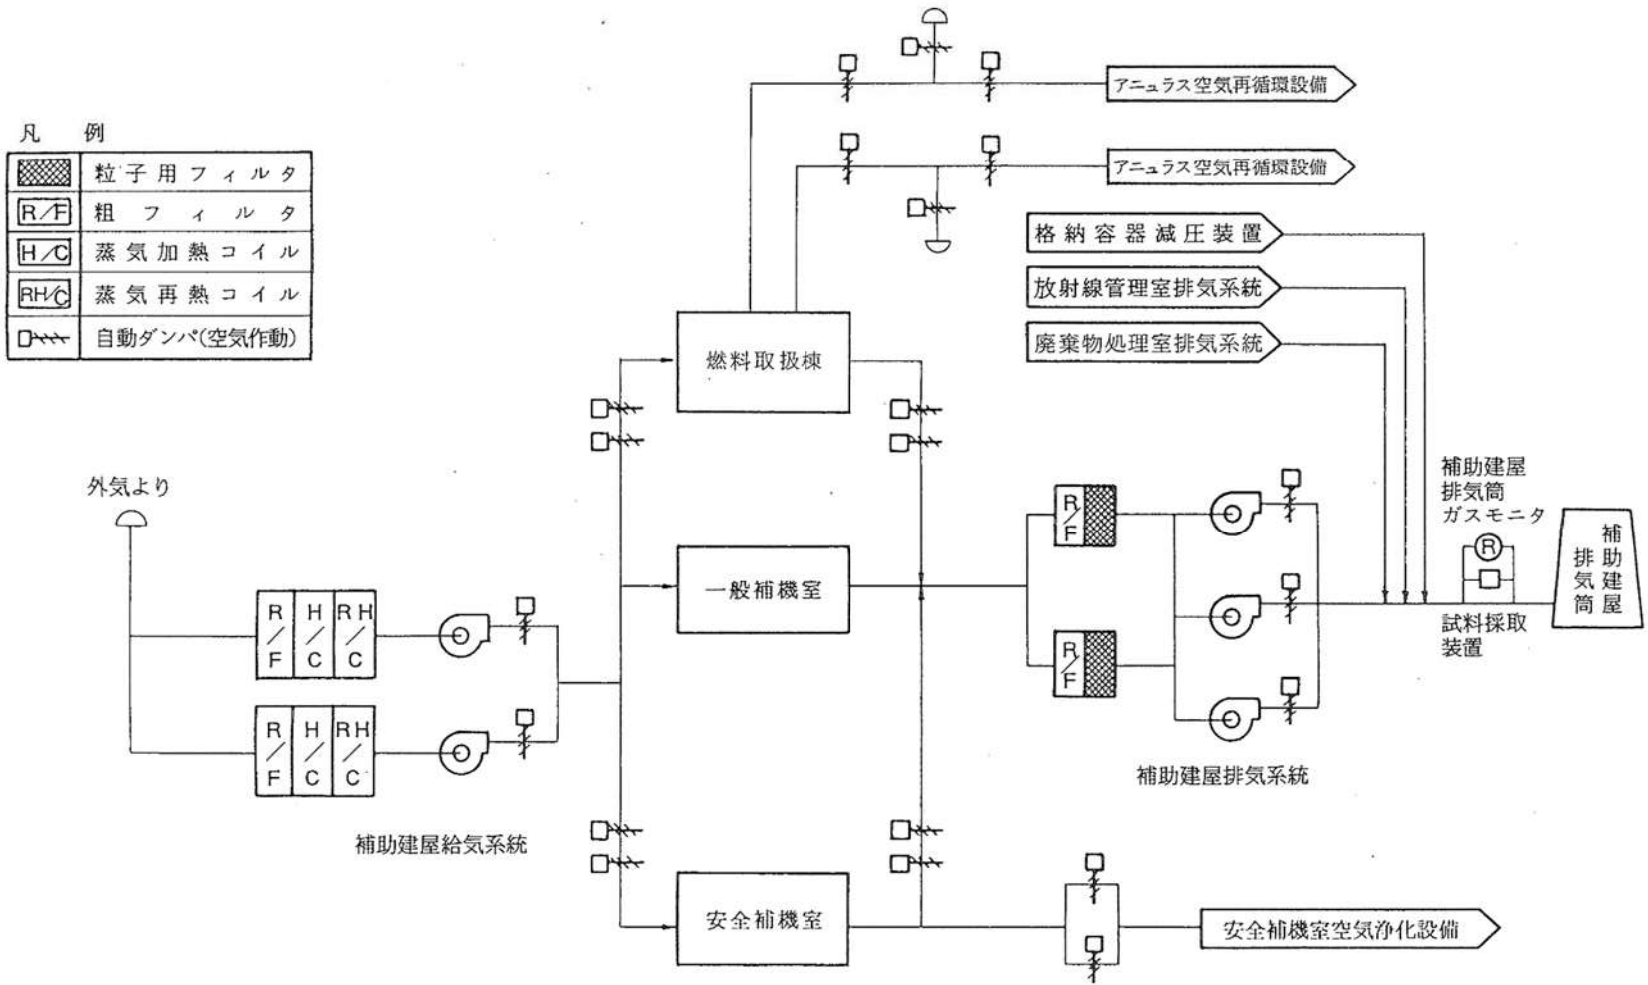 アニュラス空気再循環設備
アニュラス空気再循環設備
凡 例
粒子用フィルタ
R/F 粗フィルタ
H/C 蒸気加熱コイル
RH/C 蒸気再熱コイル
自動ダンパ(空気作動)
格納容器減圧装置
放射線管理室排気系統
廃棄物処理室排気系統
燃料取扱棟
外気より
R/F H/C RH/C
R/F H/C RH/C
補助建屋給気系統
一般補機室
安全補機室
R/F
R/F
補助建屋排気系統
補助建屋
排気筒
ガスモニタ
R
試料採取
装置
補助建屋
排気筒
安全補機室空気浄化設備